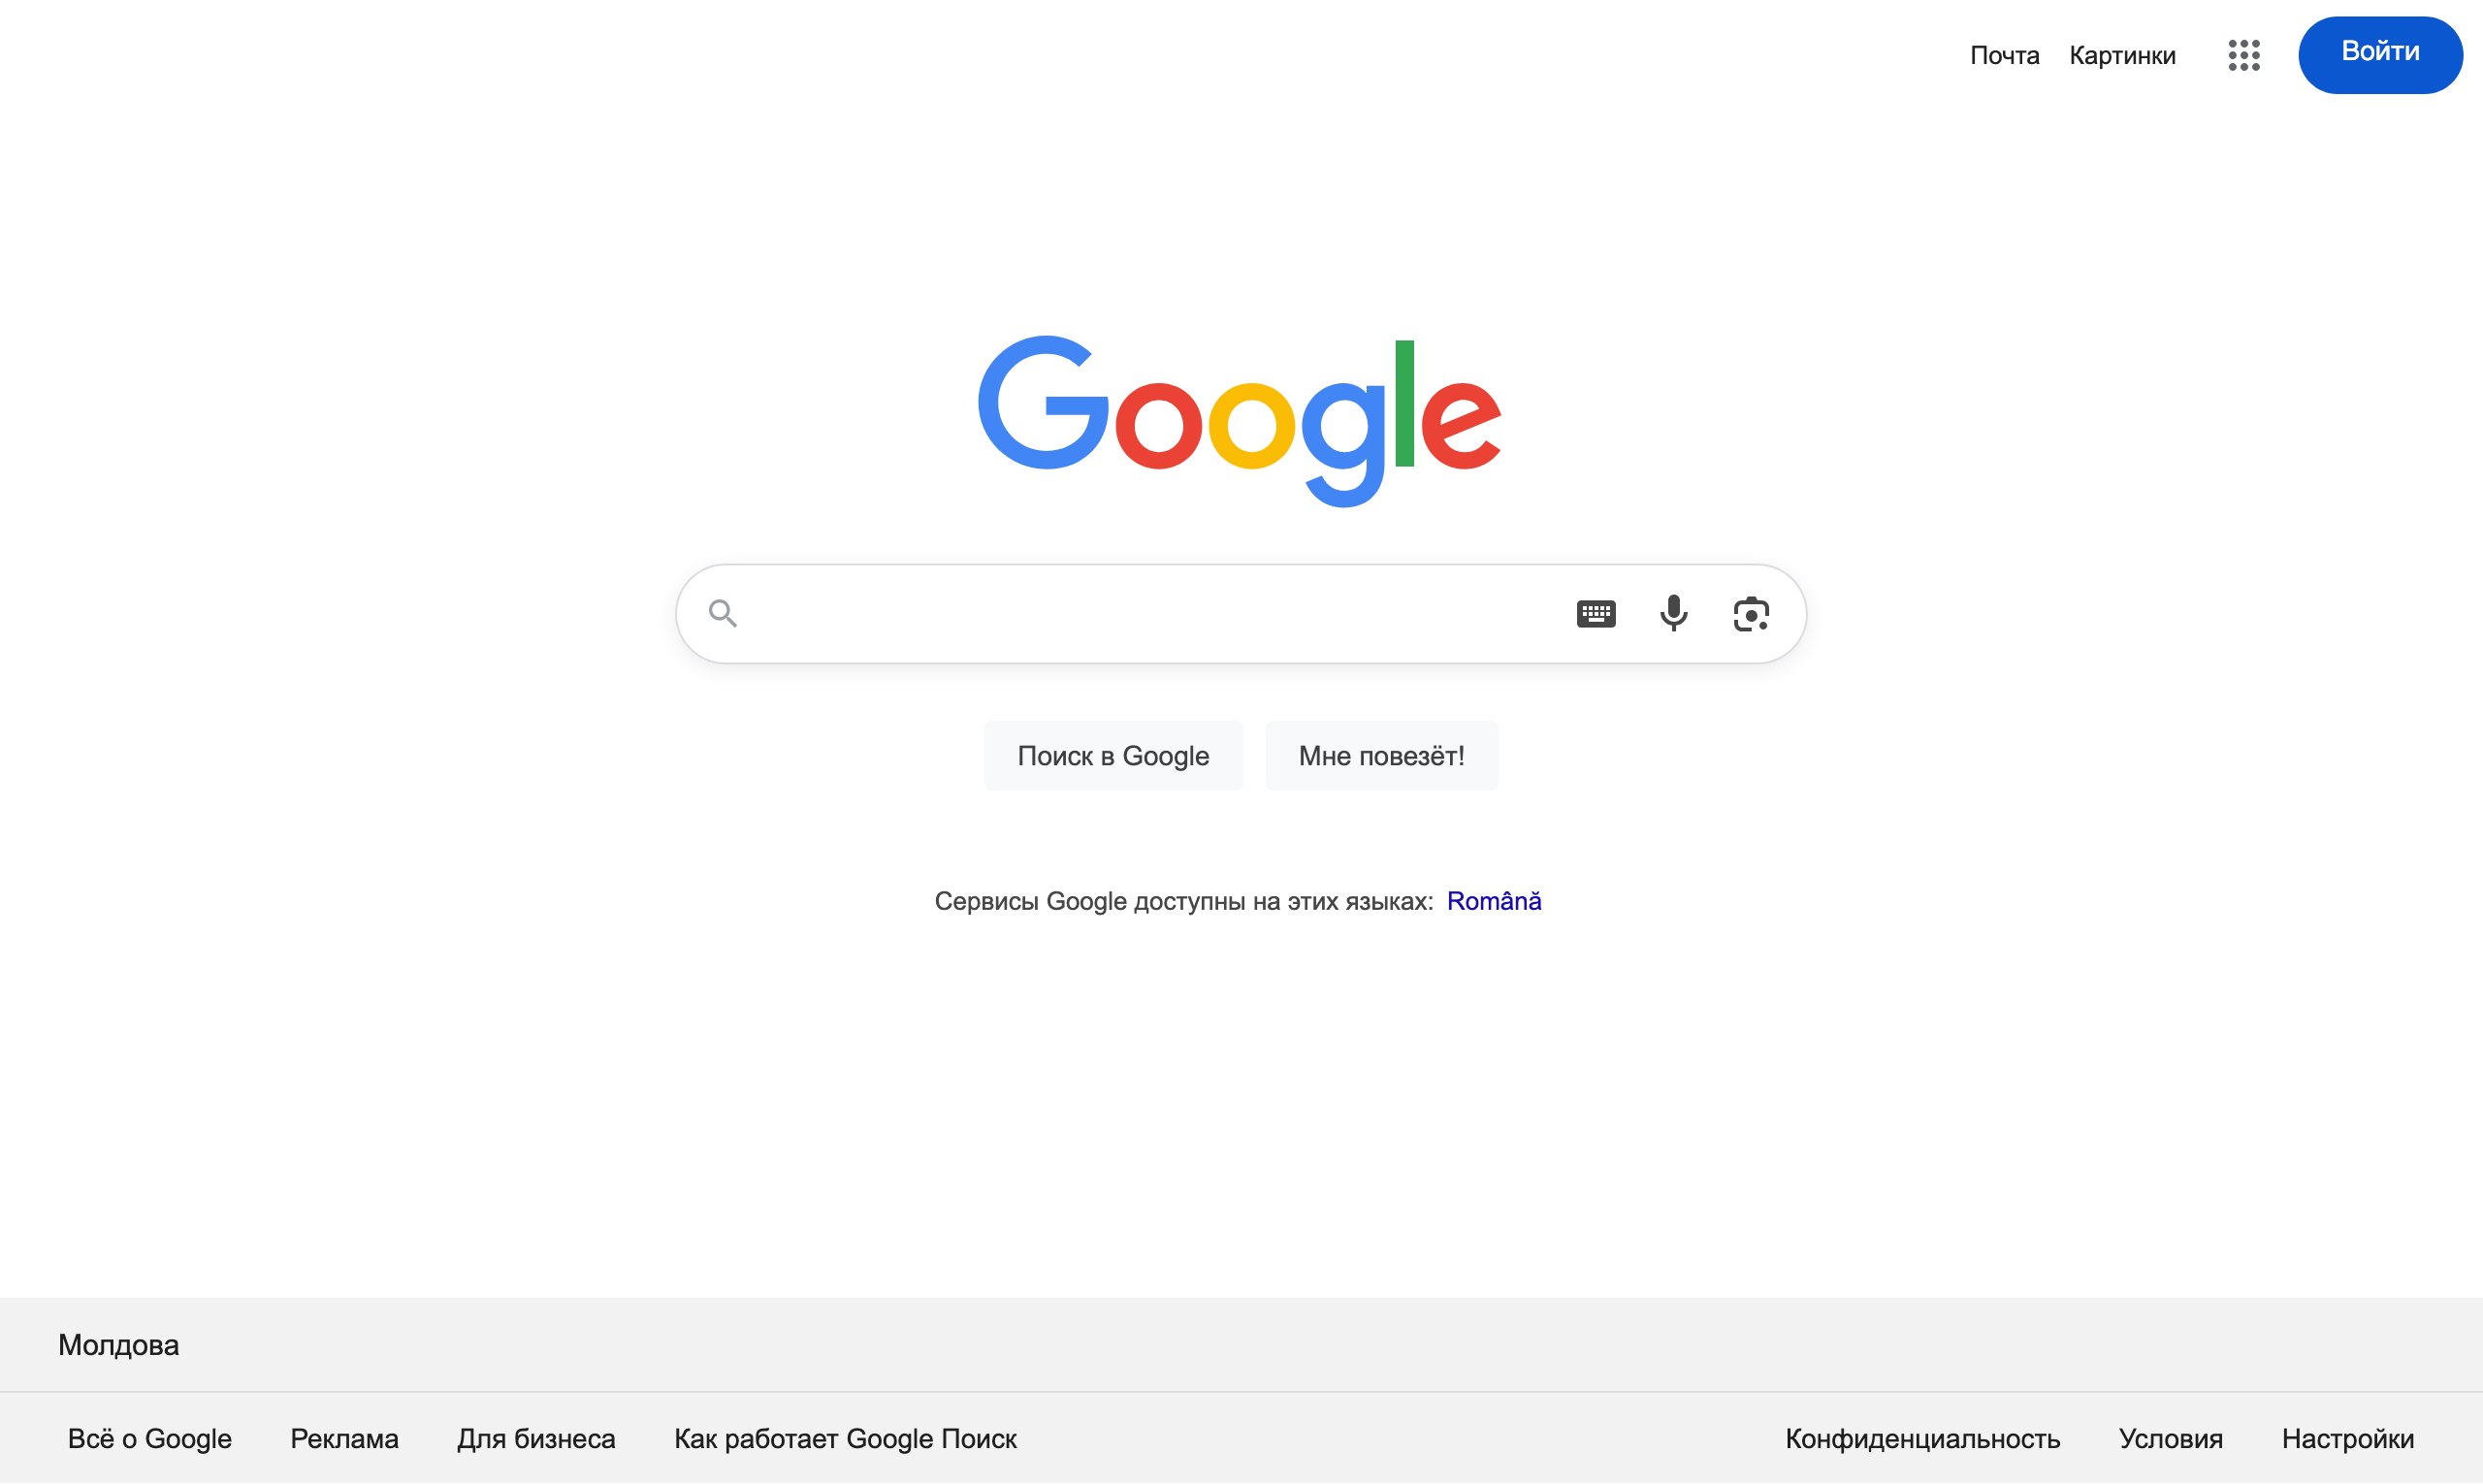 Почта Картинки Войти
Google
Поиск в Google Мне повезёт!
Сервисы Google доступны на этих языках: Română
Молдова
Всё о Google Реклама Для бизнеса Как работает Google Поиск Конфиденциальность Условия Настройки